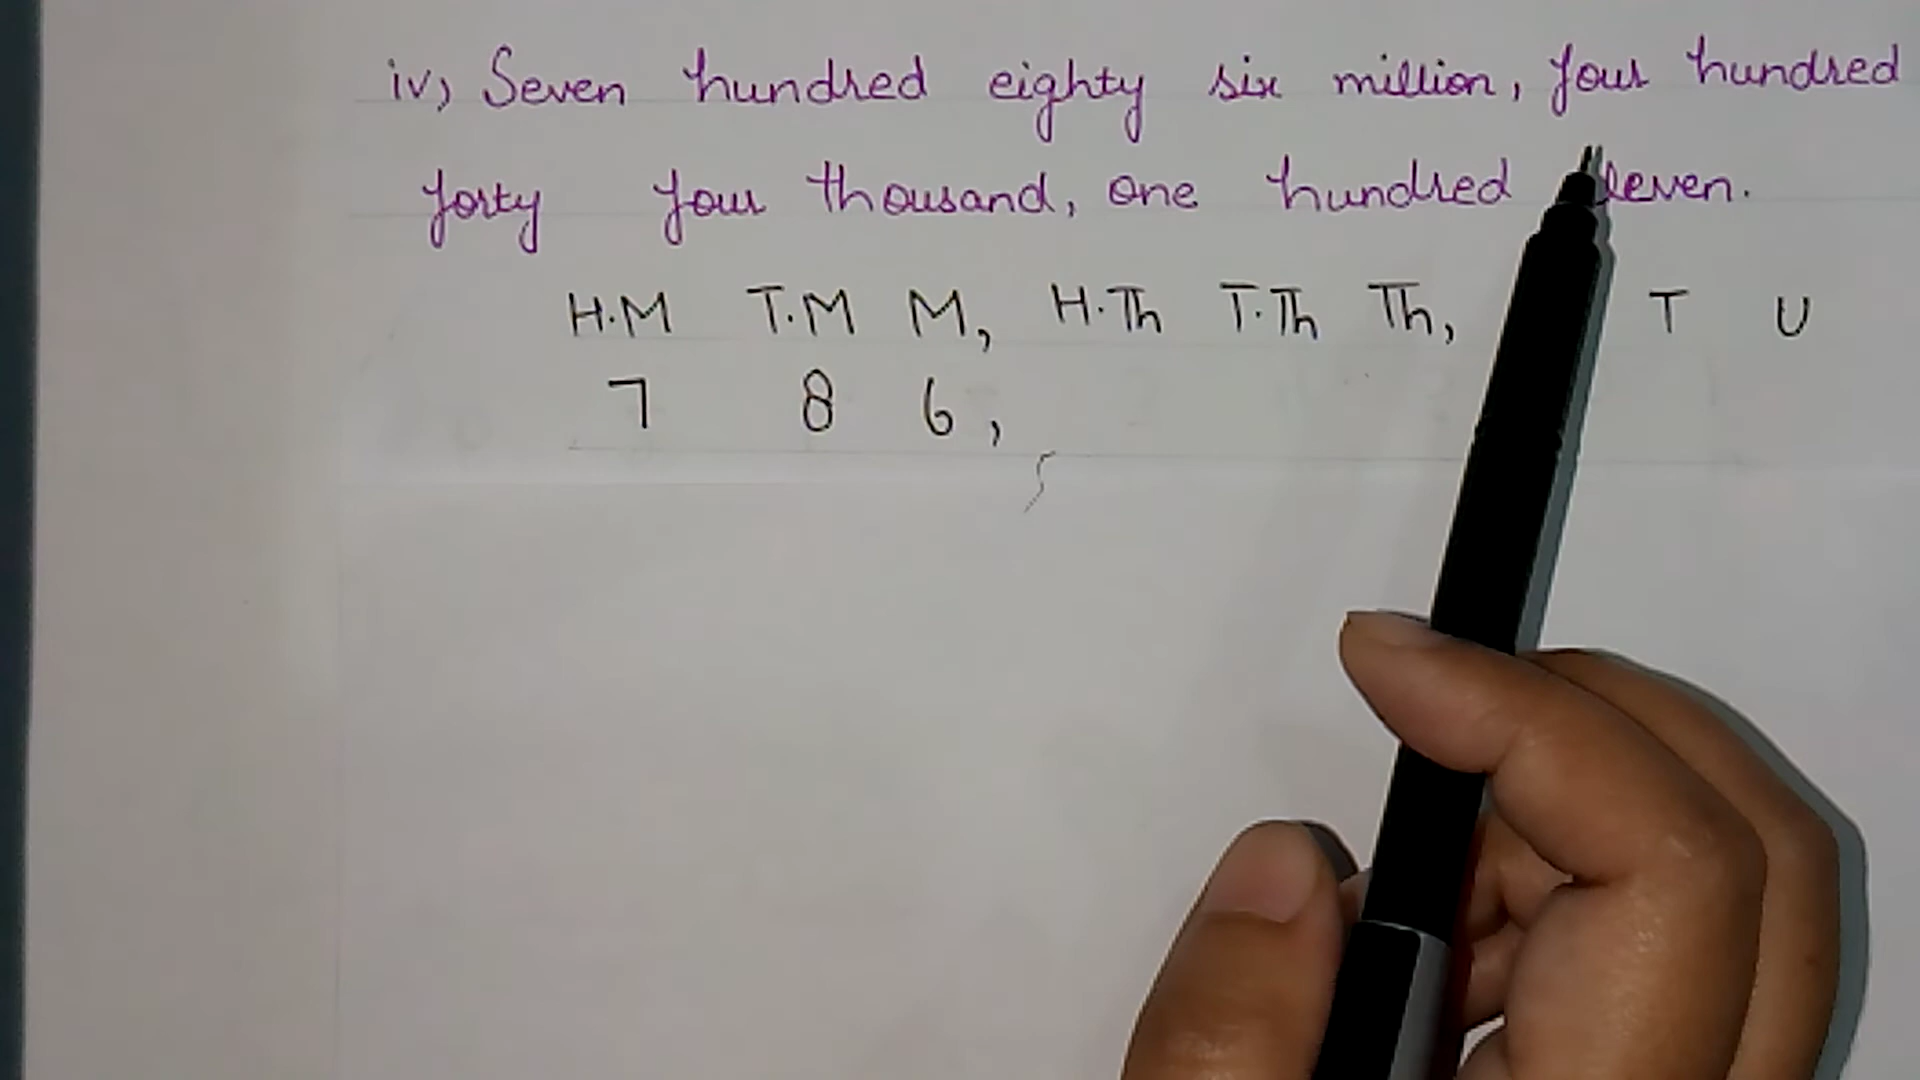 iv) Seven hundred eighty six million, four hundred
forty four thousand, one hundred eleven.
H.M T.M M, H.Th T.Th Th, T U
7 8 6,